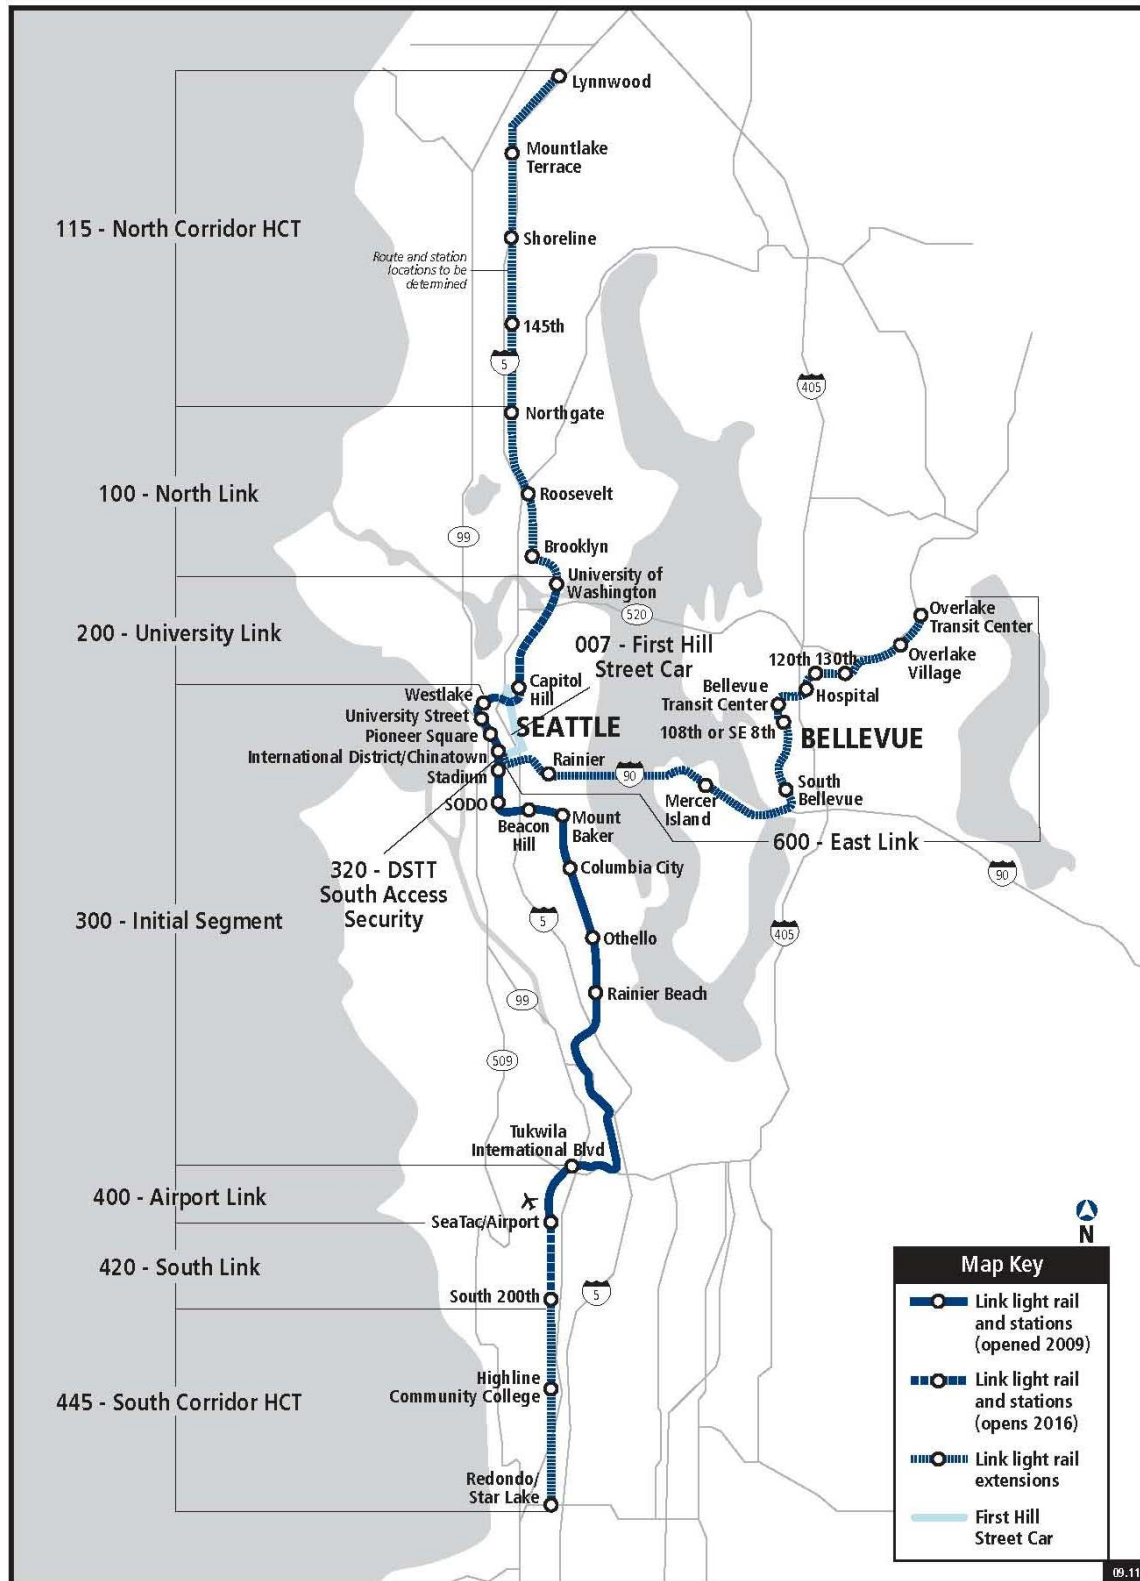 Lynnwood
Mountlake
Terrace
115 - North Corridor HCT
Shoreline
Route and station
locations to be
determined
145th
5
405
Northgate
100 - North Link
Roosevelt
99
Brooklyn
University of
Washington
520
200 - University Link
007 - First Hill
Street Car
Overlake
Transit Center
Overlake
Village
120th 130th
Hospital
Bellevue
Transit Center
108th or SE 8th
BELLEVUE
Capitol
Hill
Westlake
University Street
Pioneer Square
International District/Chinatown
Stadium
SODO
SEATTLE
Rainier
90
Mercer
Island
South
Bellevue
Beacon
Hill
Mount
Baker
600 - East Link
320 - DSTT
South Access
Security
Columbia City
90
300 - Initial Segment
5
405
Othello
Rainier Beach
99
509
Tukwila
International Blvd
400 - Airport Link
SeaTac/Airport
420 - South Link
South 200th
5
Highline
Community College
445 - South Corridor HCT
Redondo/
Star Lake
N
Map Key
Link light rail
and stations
(opened 2009)
Link light rail
and stations
(opens 2016)
Link light rail
extensions
First Hill
Street Car
09.11